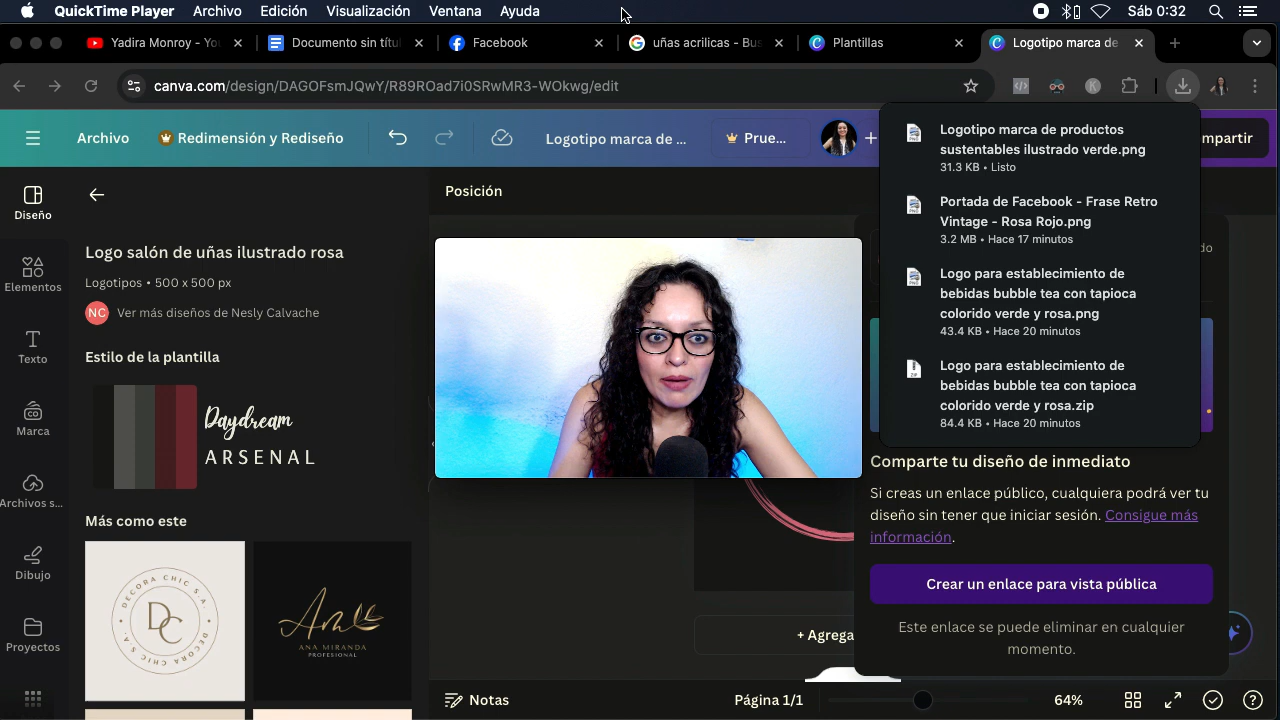 QuickTime Player Archivo Edición Visualización Ventana Ayuda Sáb 0:32
Yadira Monroy - Yo
Documento sin títu
Facebook
uñas acrilicas - Bus
Plantillas
Logotipo marca de
canva.com/design/DAGOFsmJQwY/R89ROad7i0SRwMR3-WOkwg/edit
Archivo
Redimensión y Rediseño
Logotipo marca de ...
Prue...
mpartir
Logotipo marca de productos
sustentables ilustrado verde.png
31.3 KB • Listo
Portada de Facebook - Frase Retro
Vintage - Rosa Rojo.png
3.2 MB • Hace 17 minutos
Logo para establecimiento de
bebidas bubble tea con tapioca
colorido verde y rosa.png
43.4 KB • Hace 20 minutos
Logo para establecimiento de
bebidas bubble tea con tapioca
colorido verde y rosa.zip
84.4 KB • Hace 20 minutos
Diseño
Elementos
Texto
Marca
Archivos s...
Dibujo
Proyectos
Logo salón de uñas ilustrado rosa
Logotipos • 500 x 500 px
NC
Ver más diseños de Nesly Calvache
Estilo de la plantilla
Daydream
ARSENAL
Más como este
DECORA CHIC S.A.
DC
DECORA CHIC S.A.
Ana
ANA MIRANDA
PROFESIONAL
Posición
do
Comparte tu diseño de inmediato
Si creas un enlace público, cualquiera podrá ver tu
diseño sin tener que iniciar sesión. Consigue más
información.
Crear un enlace para vista pública
Este enlace se puede eliminar en cualquier
momento.
+ Agrega
Notas
Página 1/1
64%